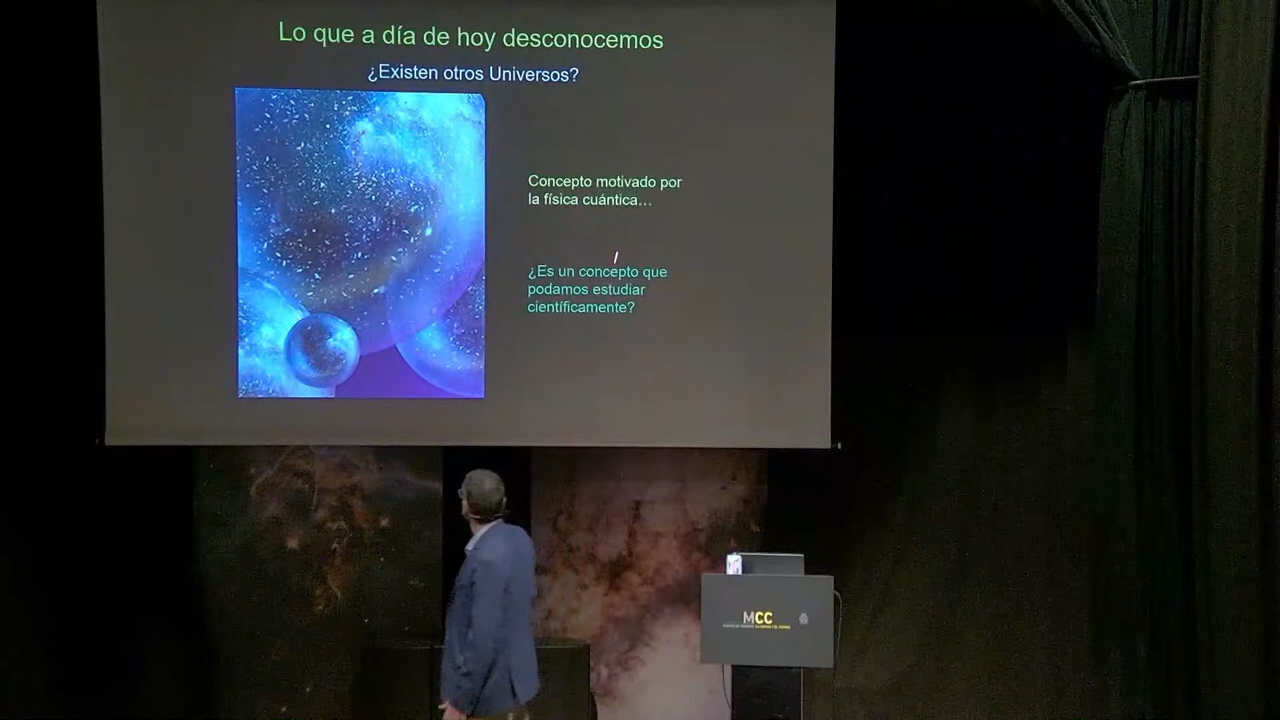 Lo que a día de hoy desconocemos
¿Existen otros Universos?
Concepto motivado por
la física cuántica...
¿Es un concepto que
podamos estudiar
científicamente?
MCC